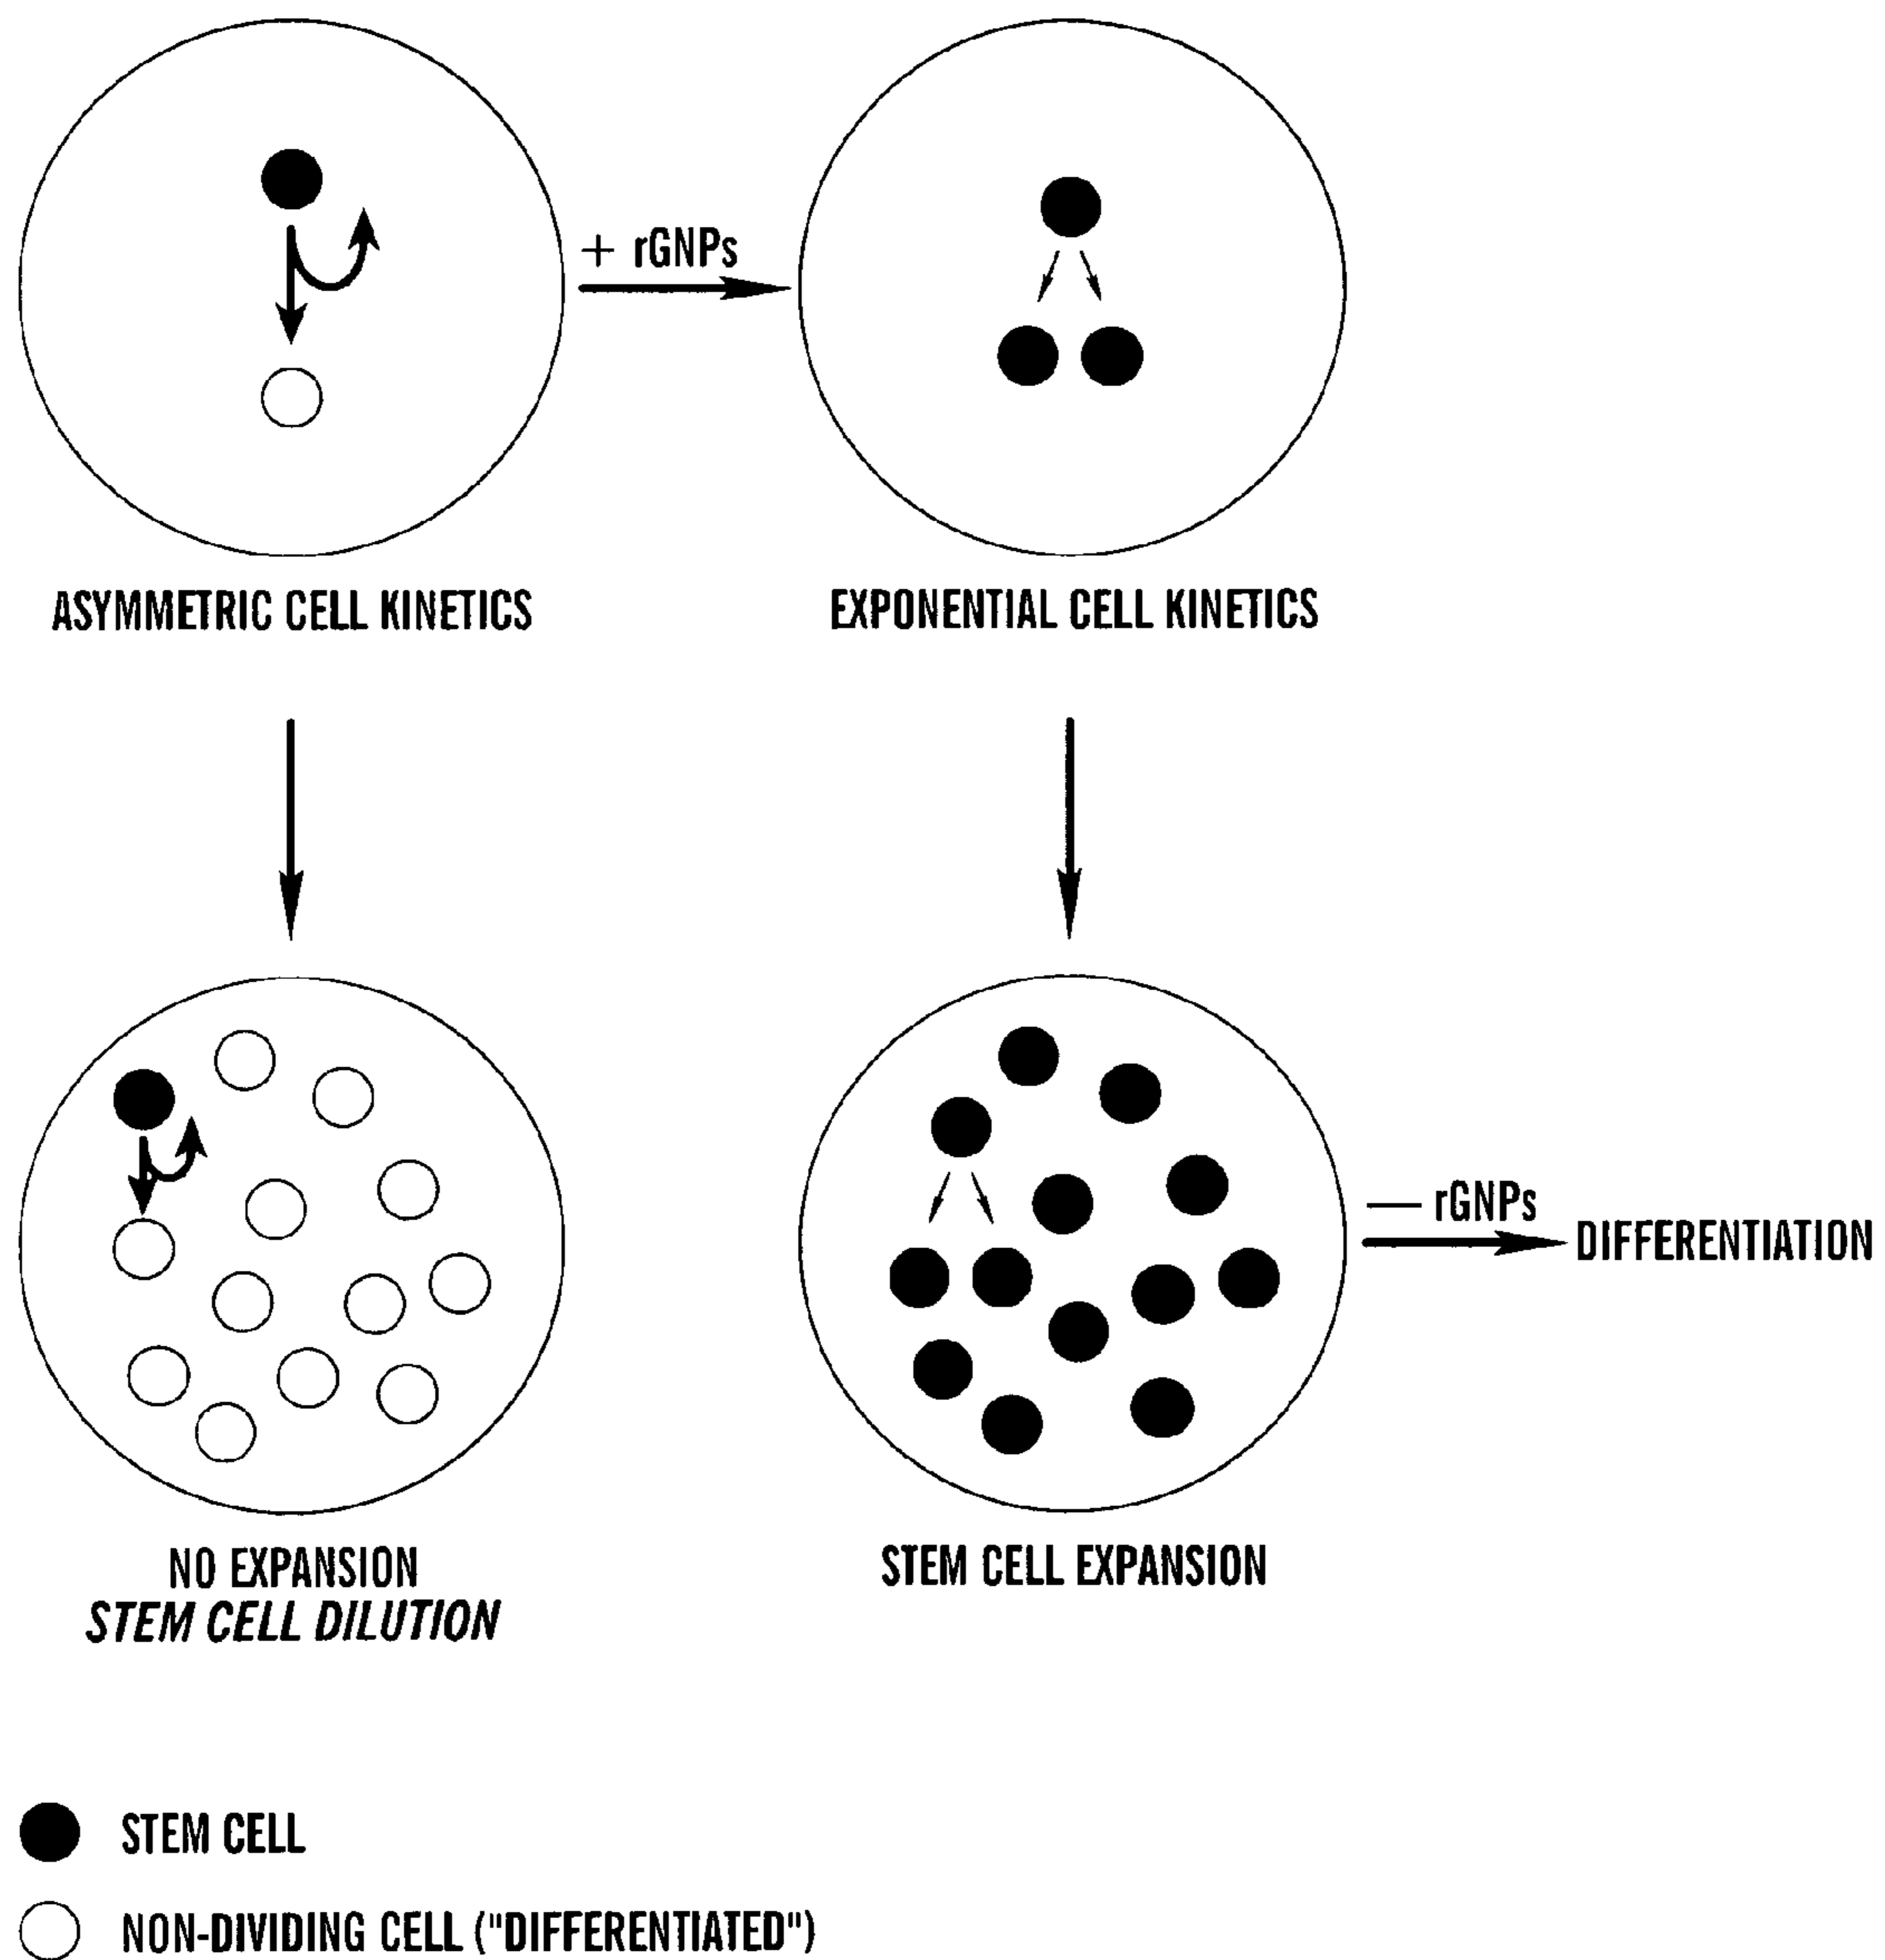 + rGNPs
ASYMMETRIC CELL KINETICS
EXPONENTIAL CELL KINETICS
— rGNPs
DIFFERENTIATION
NO EXPANSION
STEM CELL DILUTION
STEM CELL EXPANSION
STEM CELL
NON-DIVIDING CELL ("DIFFERENTIATED")